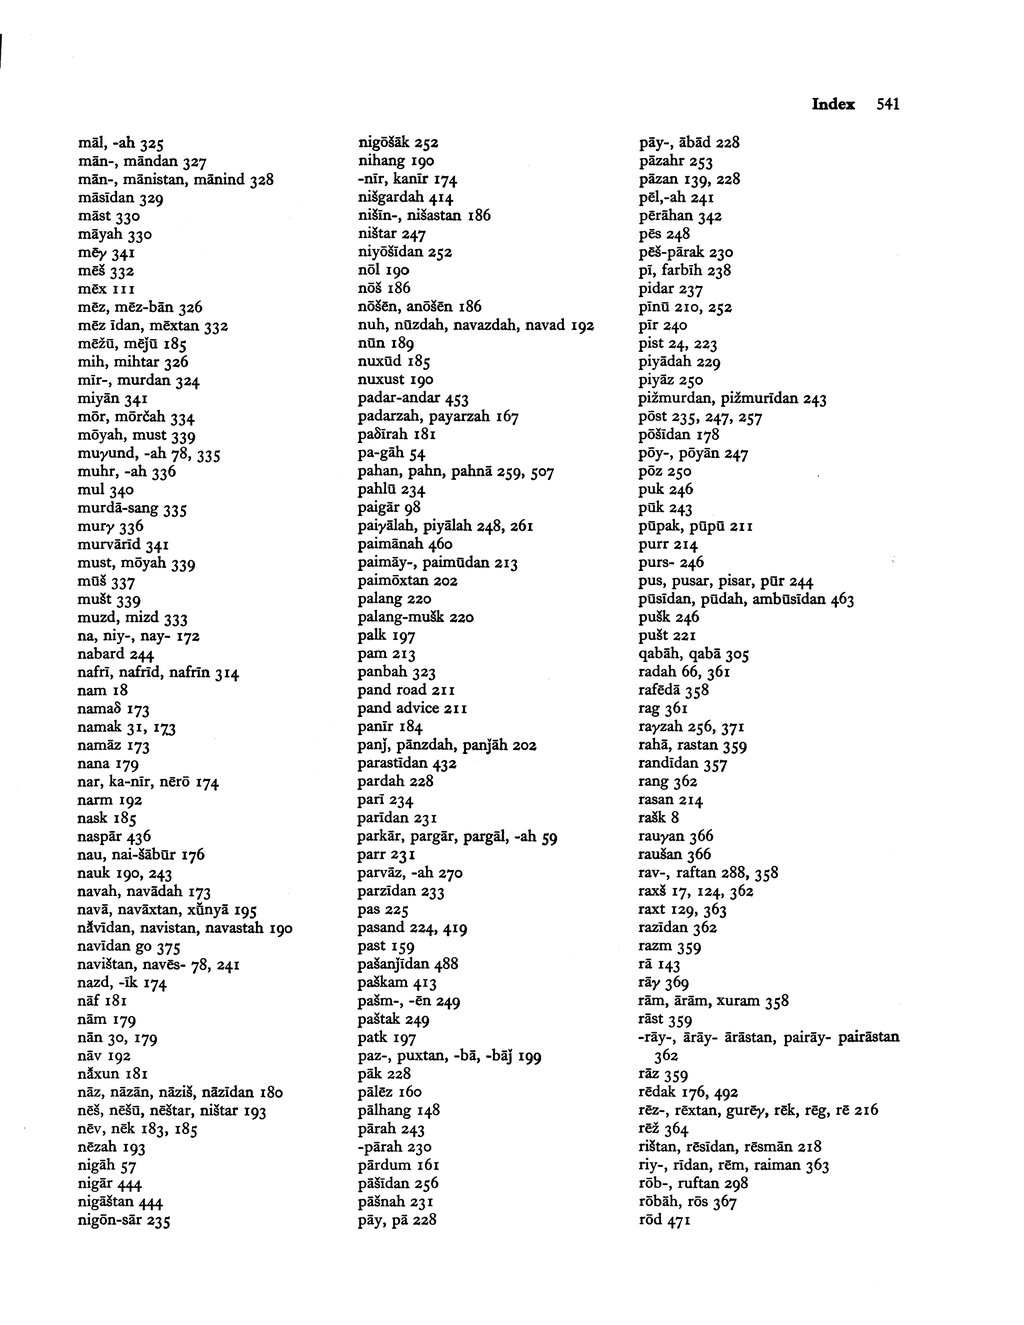 Index 541
māl, -ah 325
mān-, māndan 327
mān-, mānistan, mānind 328
māsīdan 329
māst 330
māyah 330
mēγ 341
mēš 332
mēx 111
mēz, mēz-bān 326
mēz īdan, mēxtan 332
mēžū, mējū 185
mih, mihtar 326
mīr-, murdan 324
miyān 341
mōr, mōrčah 334
mōyah, must 339
muγund, -ah 78, 335
muhr, -ah 336
mul 340
murdā-sang 335
murγ 336
murvārīd 341
must, mōyah 339
mūš 337
mušt 339
muzd, mizd 333
na, niy-, nay- 172
nabard 244
nafrī, nafrīd, nafrīn 314
nam 18
namaδ 173
namak 31, 173
namāz 173
nana 179
nar, ka-nīr, nērō 174
narm 192
nask 185
naspār 436
nau, nai-šābūr 176
nauk 190, 243
navah, navādah 173
navā, navāxtan, xŭ̄nyā 195
nā̆vīdan, navistan, navastah 190
navīdan go 375
navištan, navēs- 78, 241
nazd, -īk 174
nāf 181
nām 179
nān 30, 179
nāv 192
nā̆xun 181
nāz, nāzān, nāziš, nāzīdan 180
nēš, nēšū, nēštar, ništar 193
nēv, nēk 183, 185
nēzah 193
nigāh 57
nigār 444
nigāštan 444
nigōn-sār 235
nigōšāk 252
nihang 190
-nīr, kanīr 174
nišgardah 414
nišīn-, nišastan 186
ništar 247
niyōšīdan 252
nōl 190
nōš 186
nōšēn, anōšēn 186
nuh, nūzdah, navazdah, navad 192
nūn 189
nuxūd 185
nuxust 190
padar-andar 453
padarzah, payarzah 167
paδīrah 181
pa-gāh 54
pahan, pahn, pahnā 259, 507
pahlū 234
paigār 98
paiγālah, piyālah 248, 261
paimānah 460
paimāy-, paimūdan 213
paimōxtan 202
palang 220
palang-mušk 220
palk 197
pam 213
panbah 323
pand road 211
pand advice 211
panīr 184
panǰ, pānzdah, panǰāh 202
parastīdan 432
pardah 228
parī 234
parīdan 231
parkār, pargār, pargāl, -ah 59
parr 231
parvāz, -ah 270
parzīdan 233
pas 225
pasand 224, 419
past 159
pašanǰīdan 488
paškam 413
pašm-, -ēn 249
paštak 249
patk 197
paz-, puxtan, -bā, -bāǰ 199
pāk 228
pālēz 160
pālhang 148
pārah 243
-pārah 230
pārdum 161
pāšīdan 256
pāšnah 231
pāy, pā 228
pāy-, ābād 228
pāzahr 253
pāzan 139, 228
pēl,-ah 241
pērāhan 342
pēs 248
pēš-pārak 230
pī, farbīh 238
pidar 237
pīnū 210, 252
pīr 240
pist 24, 223
piyādah 229
piyāz 250
pižmurdan, pižmurīdan 243
pōst 235, 247, 257
pōšīdan 178
pōy-, pōyān 247
pōz 250
puk 246
pūk 243
pūpak, pūpū 211
purr 214
purs- 246
pus, pusar, pisar, pūr 244
pūsīdan, pūdah, ambūsīdan 463
pušk 246
pušt 221
qabāh, qabā 305
radah 66, 361
rafēdā 358
rag 361
raγzah 256, 371
rahā, rastan 359
randīdan 357
rang 362
rasan 214
rašk 8
rauγan 366
raušan 366
rav-, raftan 288, 358
raxš 17, 124, 362
raxt 129, 363
razīdan 362
razm 359
rā 143
rāγ 369
rām, ārām, xuram 358
rāst 359
-rāy-, ārāy- ārāstan, pairāy- pairāstan
362
rāz 359
rēdak 176, 492
rēz-, rēxtan, gurēγ, rēk, rēg, rē 216
rēž 364
rištan, rēsīdan, rēsmān 218
riy-, rīdan, rēm, raiman 363
rōb-, ruftan 298
rōbāh, rōs 367
rōd 471